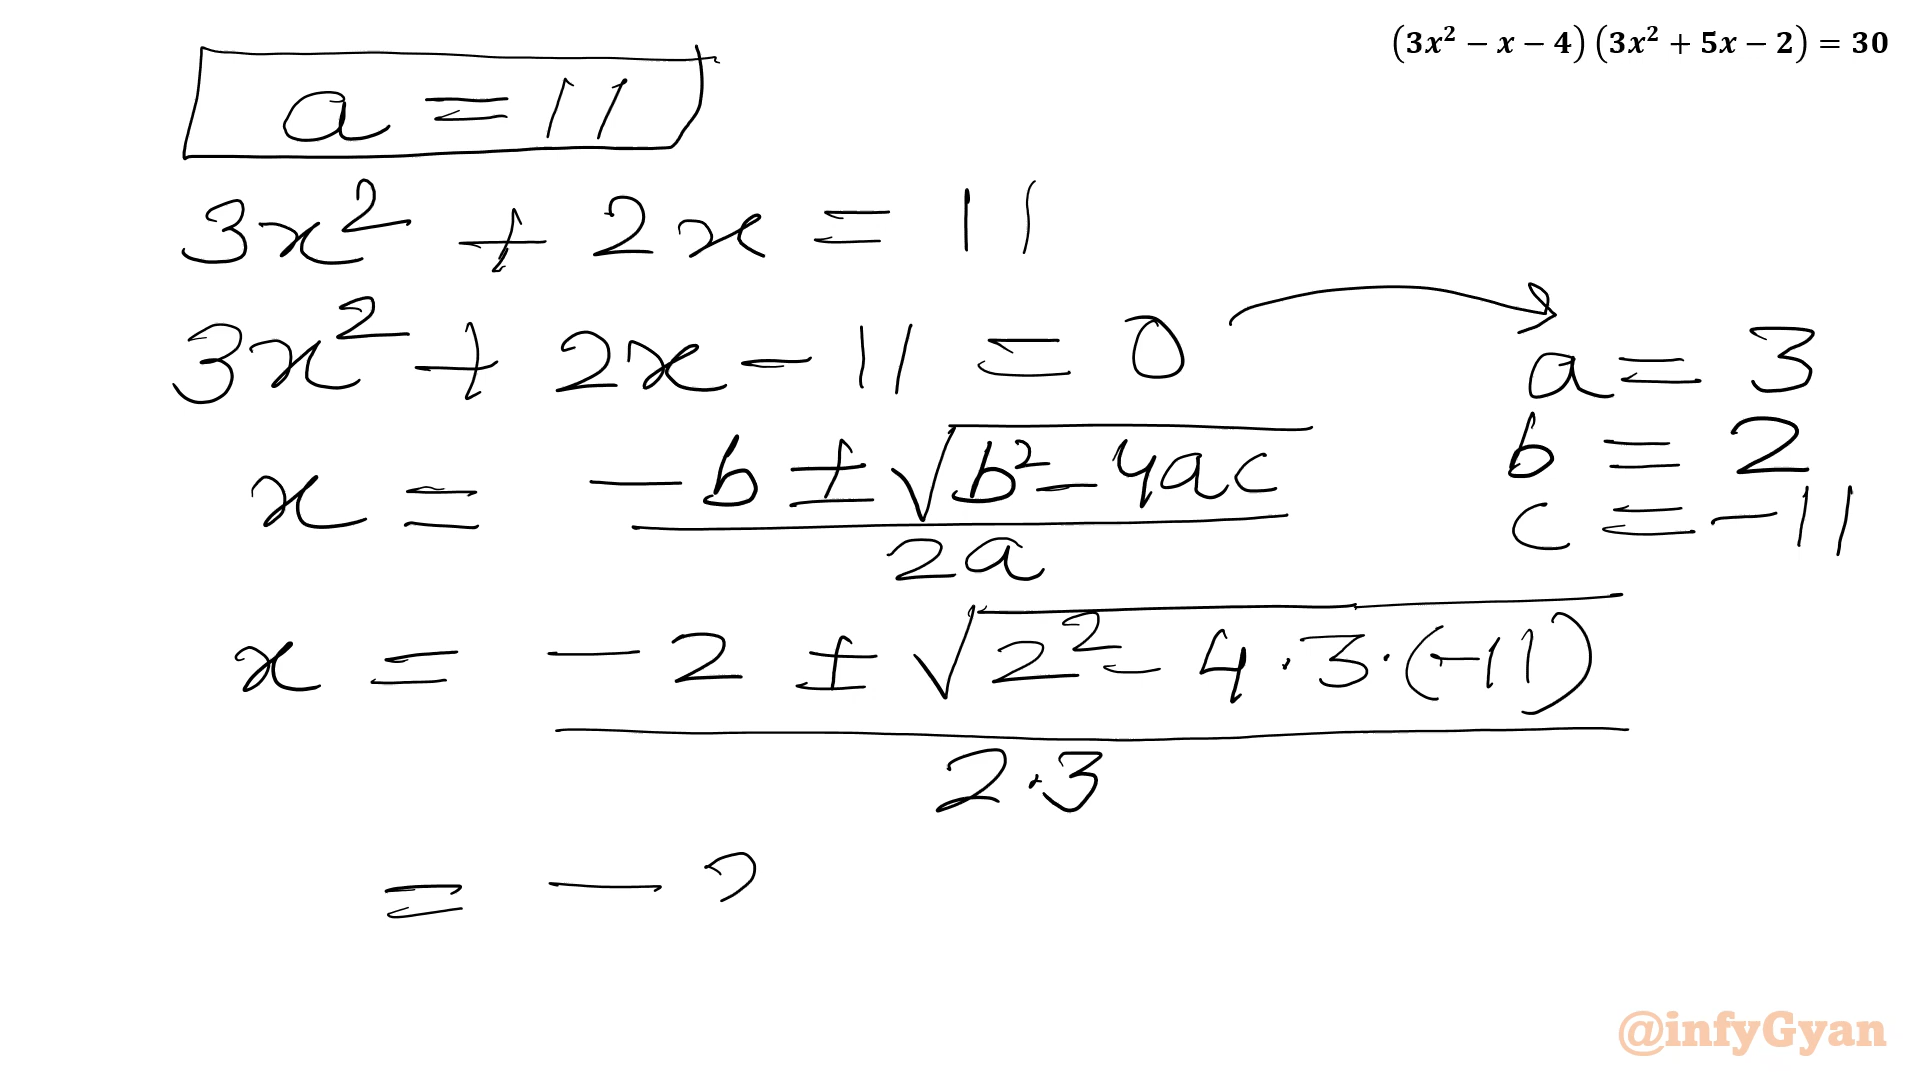 (3x² − x − 4)(3x² + 5x − 2) = 30
a = 11
3x² + 2x = 11
3x² + 2x − 11 = 0
a = 3
b = 2
c = −11
x = (−b ± √(b² − 4ac)) / 2a
x = (−2 ± √(2² − 4·3·(−11))) / 2·3
= −
@infyGyan